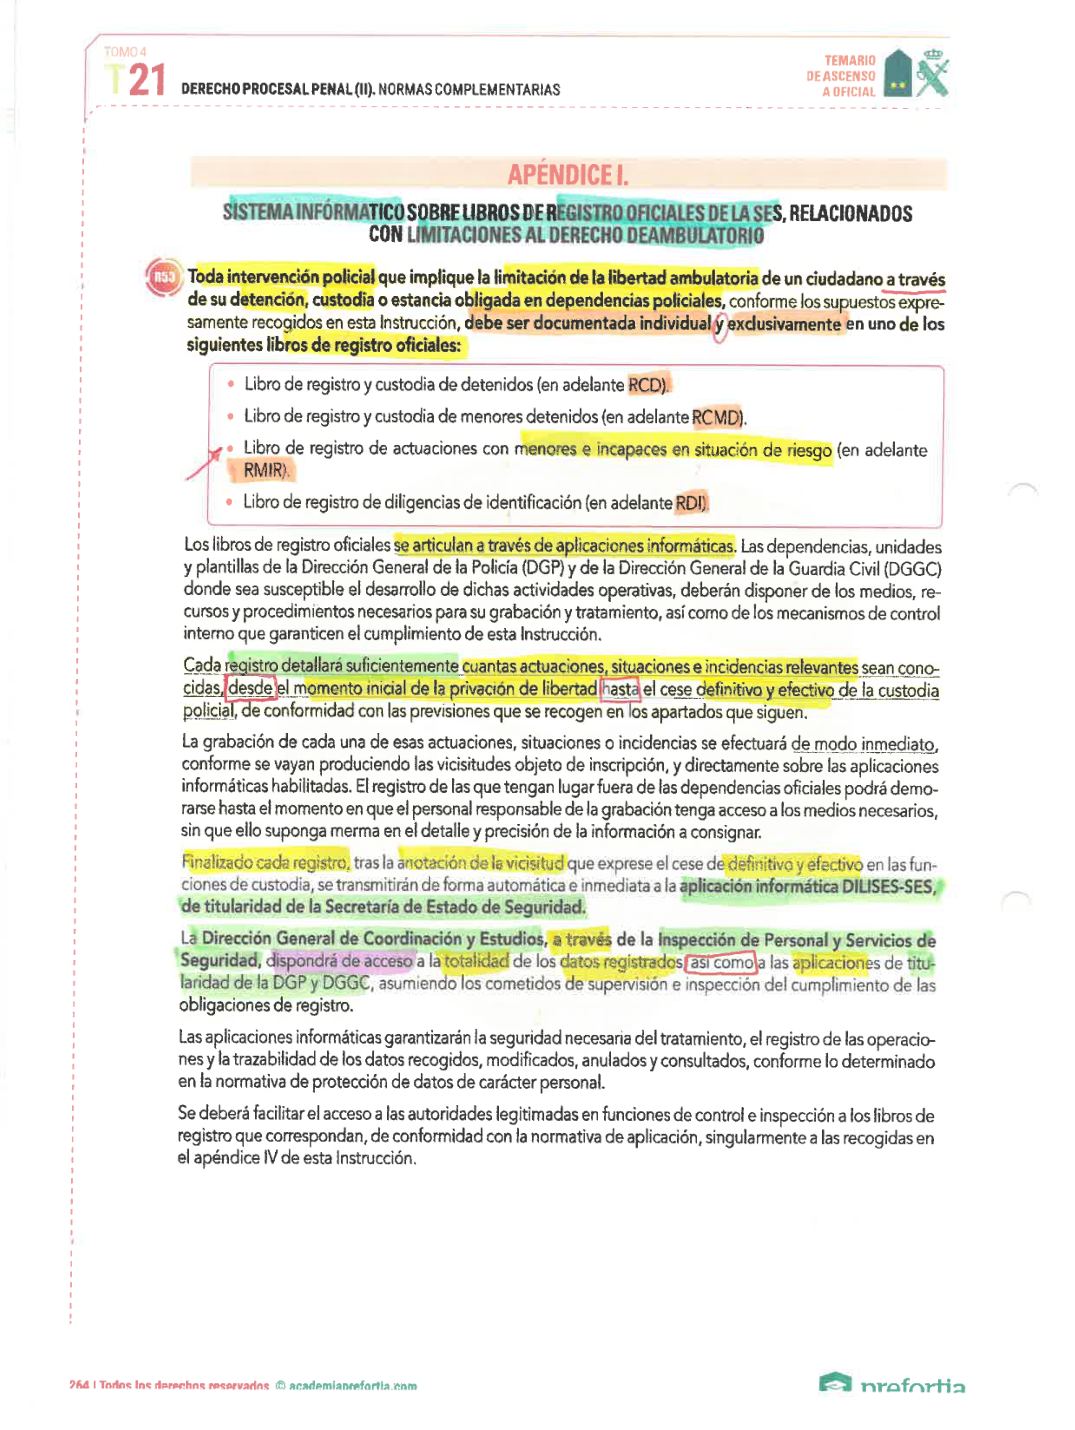 TOMO 4
T21 DERECHO PROCESAL PENAL (II). NORMAS COMPLEMENTARIAS
TEMARIO
DE ASCENSO
A OFICIAL
APÉNDICE I.
SISTEMA INFÓRMATICO SOBRE LIBROS DE REGISTRO OFICIALES DE LA SES, RELACIONADOS
CON LIMITACIONES AL DERECHO DEAMBULATORIO
R53
Toda intervención policial que implique la limitación de la libertad ambulatoria de un ciudadano a través
de su detención, custodia o estancia obligada en dependencias policiales, conforme los supuestos expre-
samente recogidos en esta Instrucción, debe ser documentada individual y exclusivamente en uno de los
siguientes libros de registro oficiales:
• Libro de registro y custodia de detenidos (en adelante RCD).
• Libro de registro y custodia de menores detenidos (en adelante RCMD).
• Libro de registro de actuaciones con menores e incapaces en situación de riesgo (en adelante
RMIR).
• Libro de registro de diligencias de identificación (en adelante RDI)
Los libros de registro oficiales se articulan a través de aplicaciones informáticas. Las dependencias, unidades
y plantillas de la Dirección General de la Policía (DGP) y de la Dirección General de la Guardia Civil (DGGC)
donde sea susceptible el desarrollo de dichas actividades operativas, deberán disponer de los medios, re-
cursos y procedimientos necesarios para su grabación y tratamiento, así como de los mecanismos de control
interno que garanticen el cumplimiento de esta Instrucción.
Cada registro detallará suficientemente cuantas actuaciones, situaciones e incidencias relevantes sean cono-
cidas, desde el momento inicial de la privación de libertad hasta el cese definitivo y efectivo de la custodia
policial, de conformidad con las previsiones que se recogen en los apartados que siguen.
La grabación de cada una de esas actuaciones, situaciones o incidencias se efectuará de modo inmediato,
conforme se vayan produciendo las vicisitudes objeto de inscripción, y directamente sobre las aplicaciones
informáticas habilitadas. El registro de las que tengan lugar fuera de las dependencias oficiales podrá demo-
rarse hasta el momento en que el personal responsable de la grabación tenga acceso a los medios necesarios,
sin que ello suponga merma en el detalle y precisión de la información a consignar.
Finalizado cada registro, tras la anotación de la vicisitud que exprese el cese de definitivo y efectivo en las fun-
ciones de custodia, se transmitirán de forma automática e inmediata a la aplicación informática DILISES-SES,
de titularidad de la Secretaría de Estado de Seguridad.
La Dirección General de Coordinación y Estudios, a través de la Inspección de Personal y Servicios de
Seguridad, dispondrá de acceso a la totalidad de los datos registrados, así como a las aplicaciones de titu-
laridad de la DGP y DGGC, asumiendo los cometidos de supervisión e inspección del cumplimiento de las
obligaciones de registro.
Las aplicaciones informáticas garantizarán la seguridad necesaria del tratamiento, el registro de las operacio-
nes y la trazabilidad de los datos recogidos, modificados, anulados y consultados, conforme lo determinado
en la normativa de protección de datos de carácter personal.
Se deberá facilitar el acceso a las autoridades legitimadas en funciones de control e inspección a los libros de
registro que correspondan, de conformidad con la normativa de aplicación, singularmente a las recogidas en
el apéndice IV de esta Instrucción.
264 | Todos los derechos reservados © academiaprefortia.com
prefortia